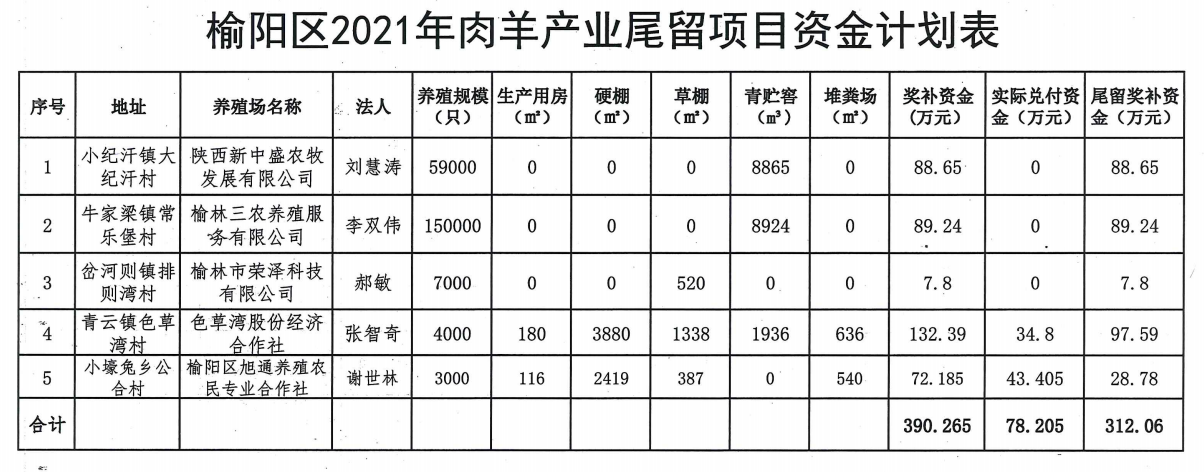 榆阳区2021年肉羊产业尾留项目资金计划表
序号 地址 养殖场名称 法人 养殖规模（只） 生产用房（㎡） 硬棚（㎡） 草棚（㎡） 青贮窖（m³） 堆粪场（㎡） 奖补资金（万元） 实际兑付资金（万元） 尾留奖补资金（万元）
1 小纪汗镇大纪汗村 陕西新中盛农牧发展有限公司 刘慧涛 59000 0 0 0 8865 0 88.65 0 88.65
2 牛家梁镇常乐堡村 榆林三农养殖服务有限公司 李双伟 150000 0 0 0 8924 0 89.24 0 89.24
3 岔河则镇排则湾村 榆林市荣泽科技有限公司 郝敏 7000 0 0 520 0 0 7.8 0 7.8
4 青云镇色草湾村 色草湾股份经济合作社 张智奇 4000 180 3880 1338 1936 636 132.39 34.8 97.59
5 小壕兔乡公合村 榆阳区旭通养殖农民专业合作社 谢世林 3000 116 2419 387 0 540 72.185 43.405 28.78
合计 390.265 78.205 312.06